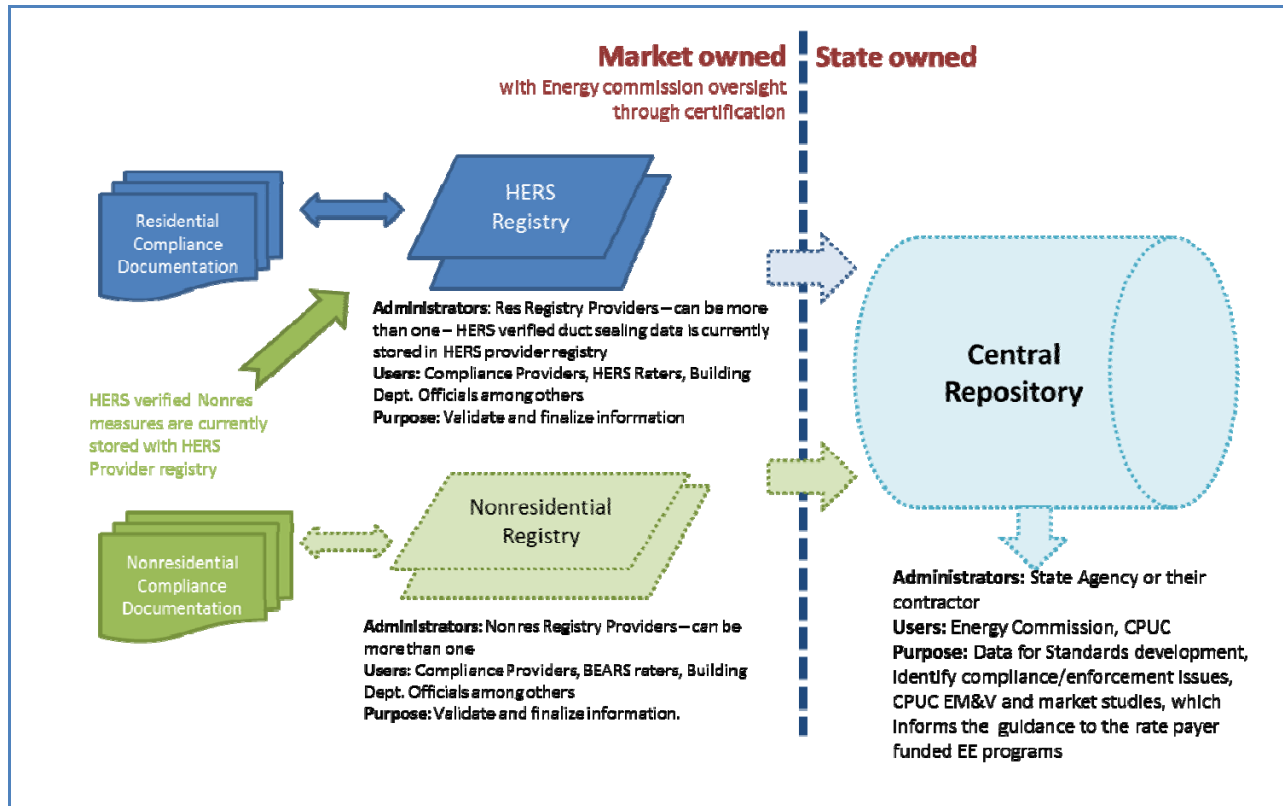 Market owned
with Energy commission oversight
through certification
State owned
Residential
Compliance
Documentation
HERS
Registry
Administrators: Res Registry Providers – can be more
than one – HERS verified duct sealing data is currently
stored in HERS provider registry
Users: Compliance Providers, HERS Raters, Building
Dept. Officials among others
Purpose: Validate and finalize information
HERS verified Nonres
measures are currently
stored with HERS
Provider registry
Nonresidential
Compliance
Documentation
Nonresidential
Registry
Administrators: Nonres Registry Providers – can be
more than one
Users: Compliance Providers, BEARS raters, Building
Dept. Officials among others
Purpose: Validate and finalize information.
Central
Repository
Administrators: State Agency or their
contractor
Users: Energy Commission, CPUC
Purpose: Data for Standards development,
identify compliance/enforcement issues,
CPUC EM&V and market studies, which
informs the guidance to the rate payer
funded EE programs